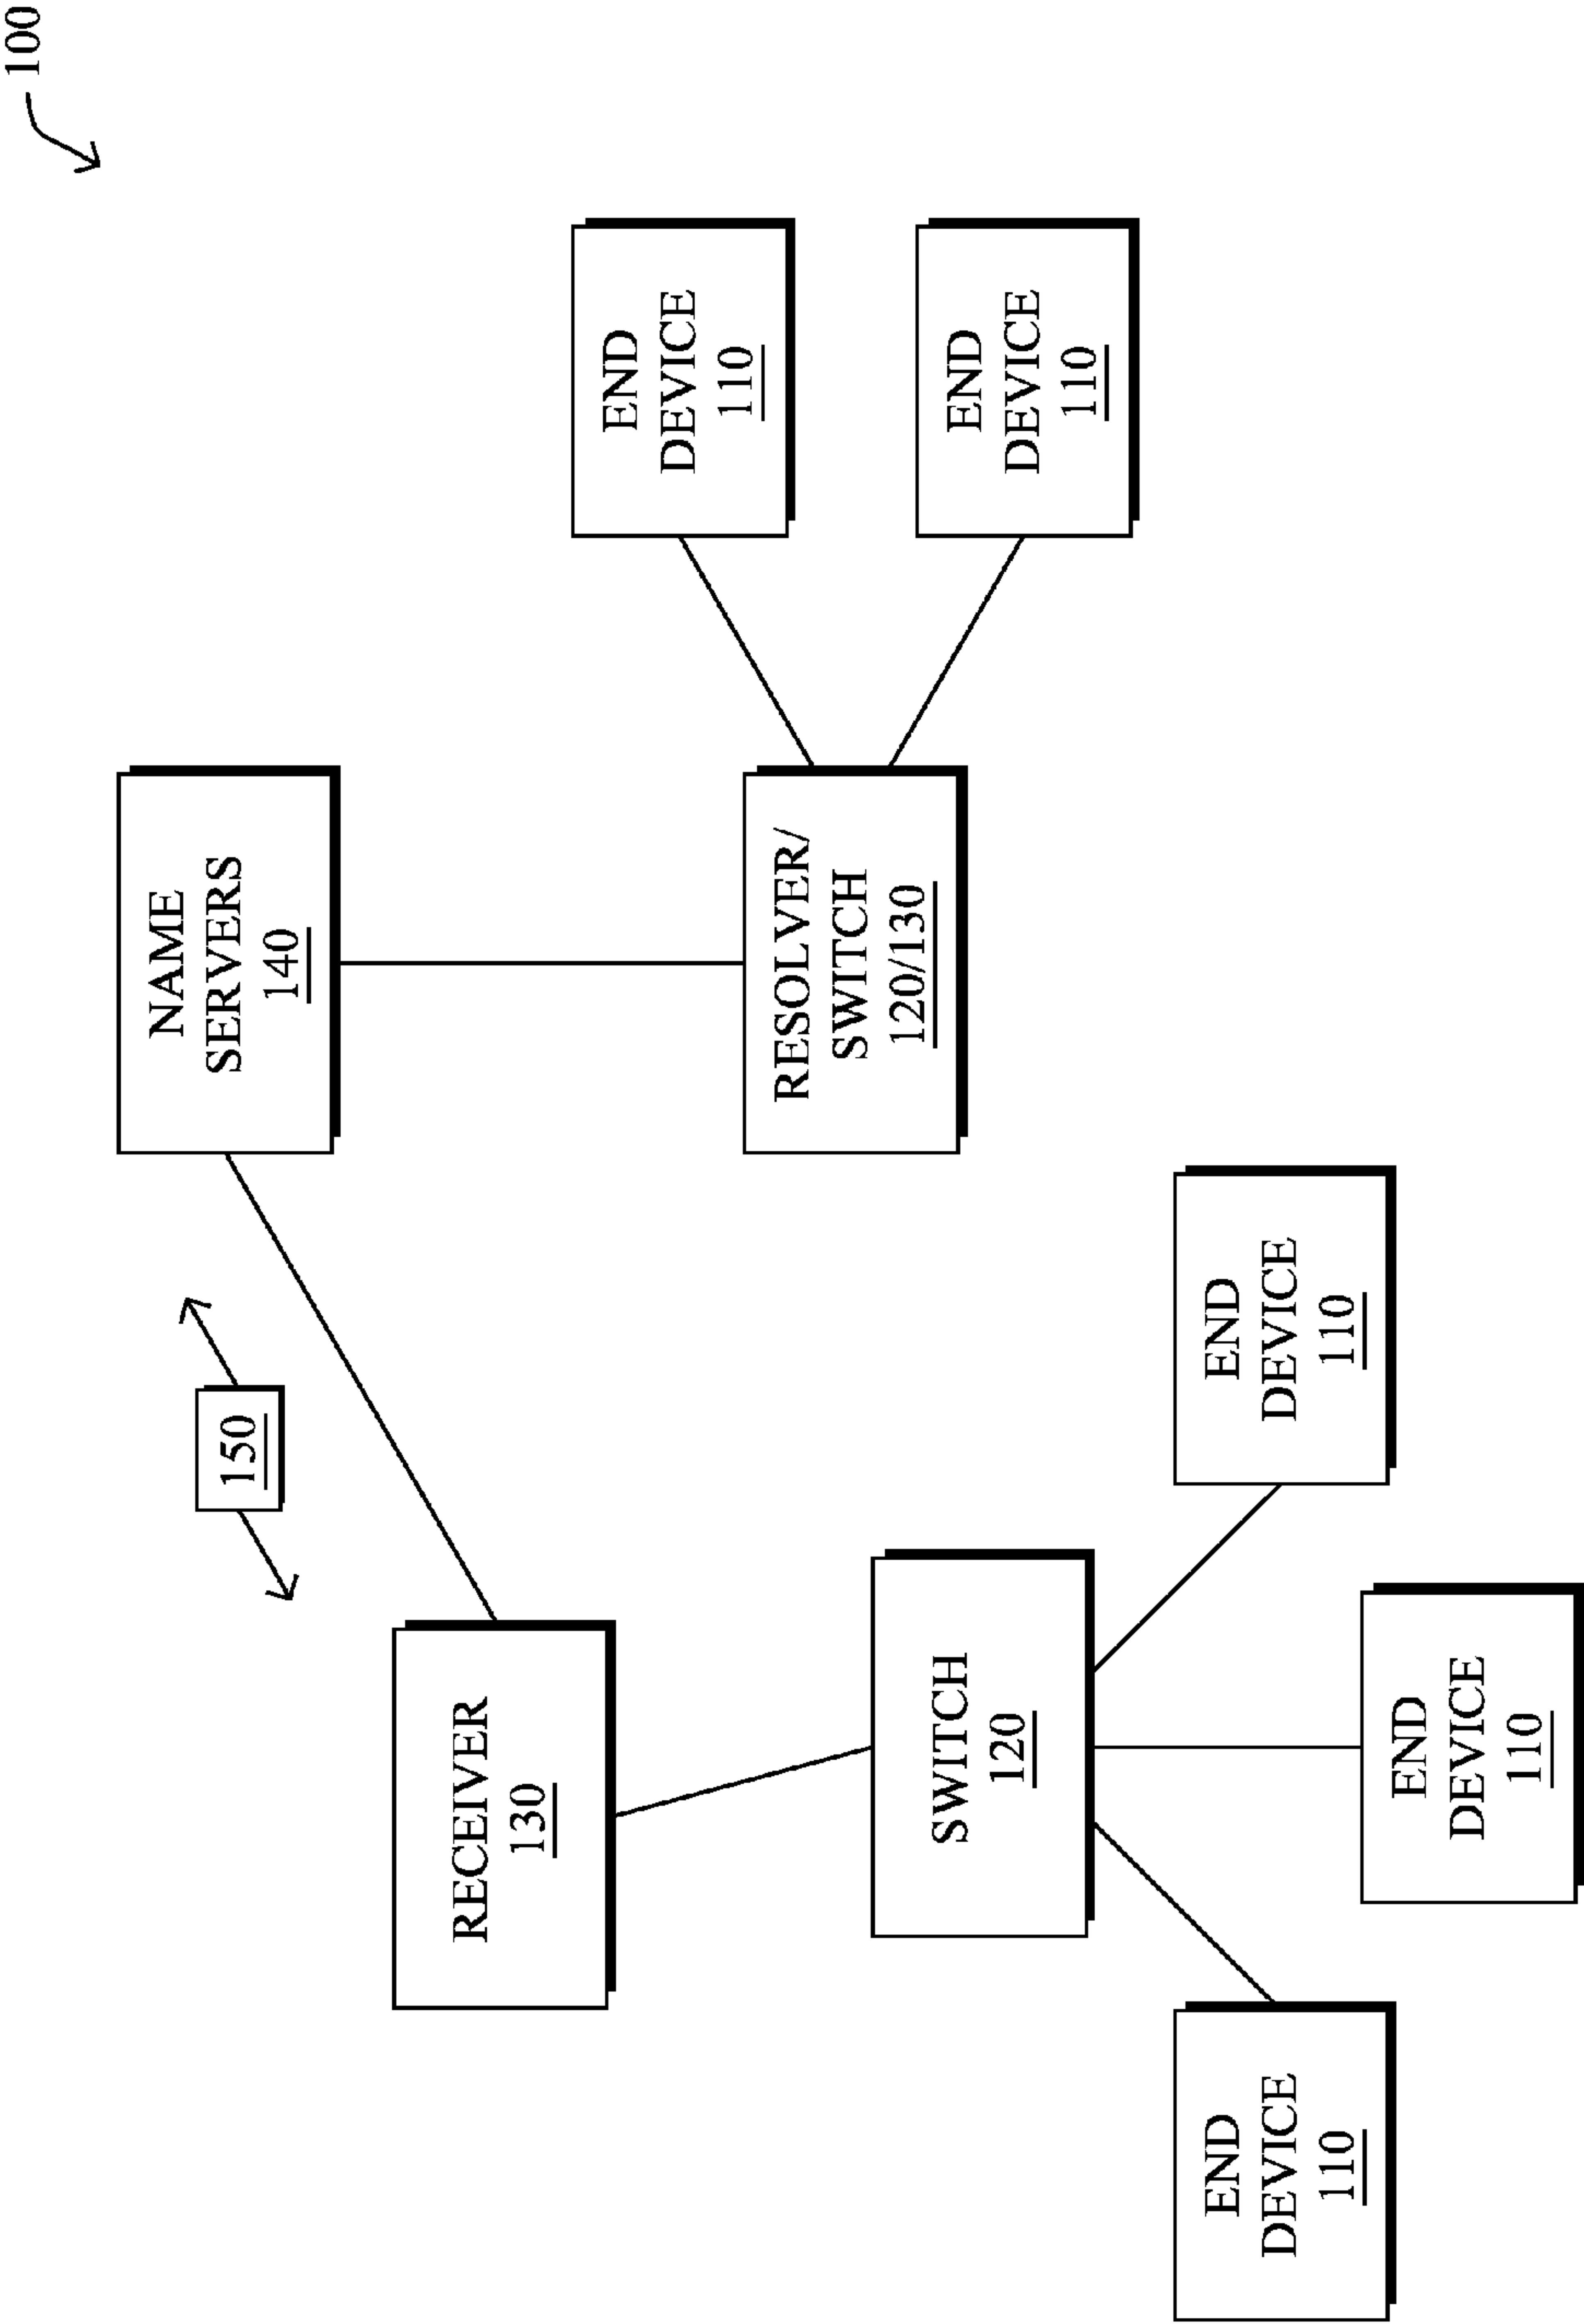 100
NAME
SERVERS
140
150
RECEIVER
130
RESOLVER/
SWITCH
120/130
END
DEVICE
110
END
DEVICE
110
SWITCH
120
END
DEVICE
110
END
DEVICE
110
END
DEVICE
110